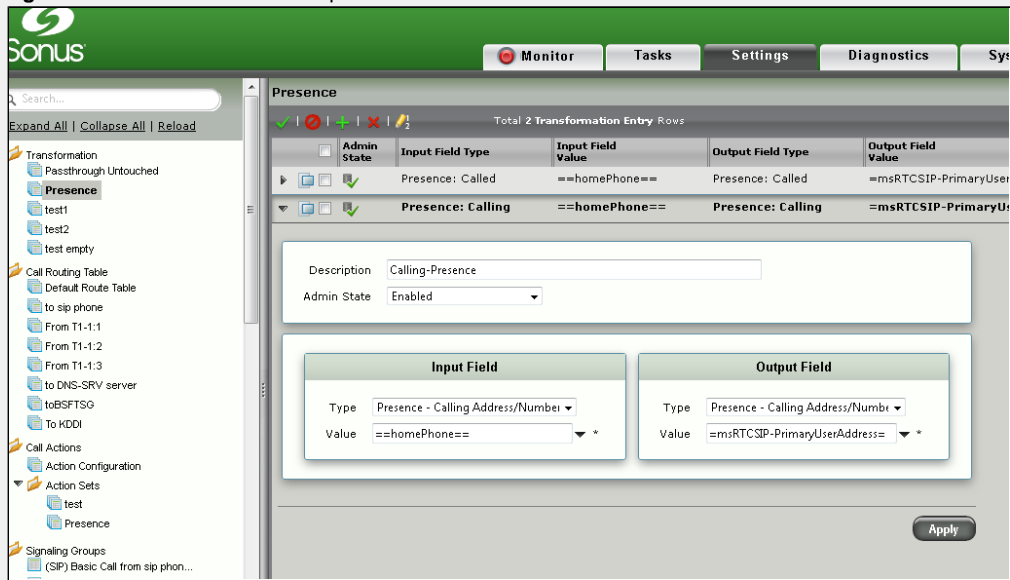 Sonus
Monitor Tasks Settings Diagnostics
Search...
Expand All | Collapse All | Reload
Transformation
Passthrough Untouched
Presence
test1
test2
test empty
Call Routing Table
Default Route Table
to sip phone
From T1-1:1
From T1-1:2
From T1-1:3
to DNS-SRV server
toBSFTSG
To KDDI
Call Actions
Action Configuration
Action Sets
test
Presence
Signaling Groups
(SIP) Basic Call from sip phon...
Presence
Total 2 Transformation Entry Rows
Admin State Input Field Type Input Field Value Output Field Type Output Field Value
Presence: Called ==homePhone== Presence: Called =msRTCSIP-PrimaryUser
Presence: Calling ==homePhone== Presence: Calling =msRTCSIP-PrimaryUs
Description Calling-Presence
Admin State Enabled
Input Field
Type Presence - Calling Address/Number
Value ==homePhone== *
Output Field
Type Presence - Calling Address/Numbe
Value =msRTCSIP-PrimaryUserAddress= *
Apply